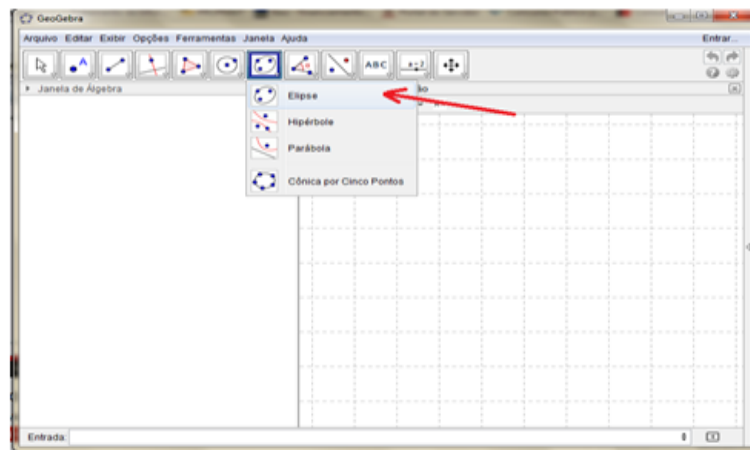 GeoGebra
Arquivo Editar Exibir Opções Ferramentas Janela Ajuda Entrar...
ABC a=2
Janela de Álgebra
Elipse
Hipérbole
Parábola
Cônica por Cinco Pontos
Entrada: